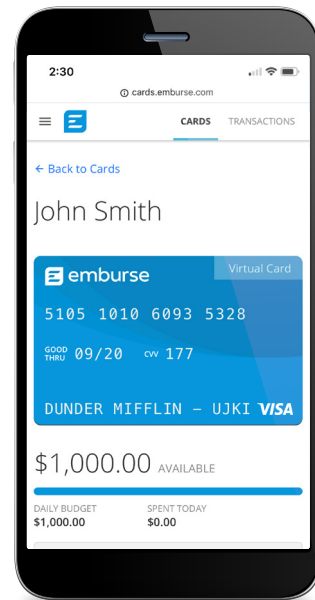 2:30
cards.emburse.com
CARDS TRANSACTIONS
← Back to Cards
John Smith
emburse Virtual Card
5105 1010 6093 5328
GOOD THRU 09/20 CVV 177
DUNDER MIFFLIN – UJKI VISA
$1,000.00 AVAILABLE
DAILY BUDGET SPENT TODAY
$1,000.00 $0.00